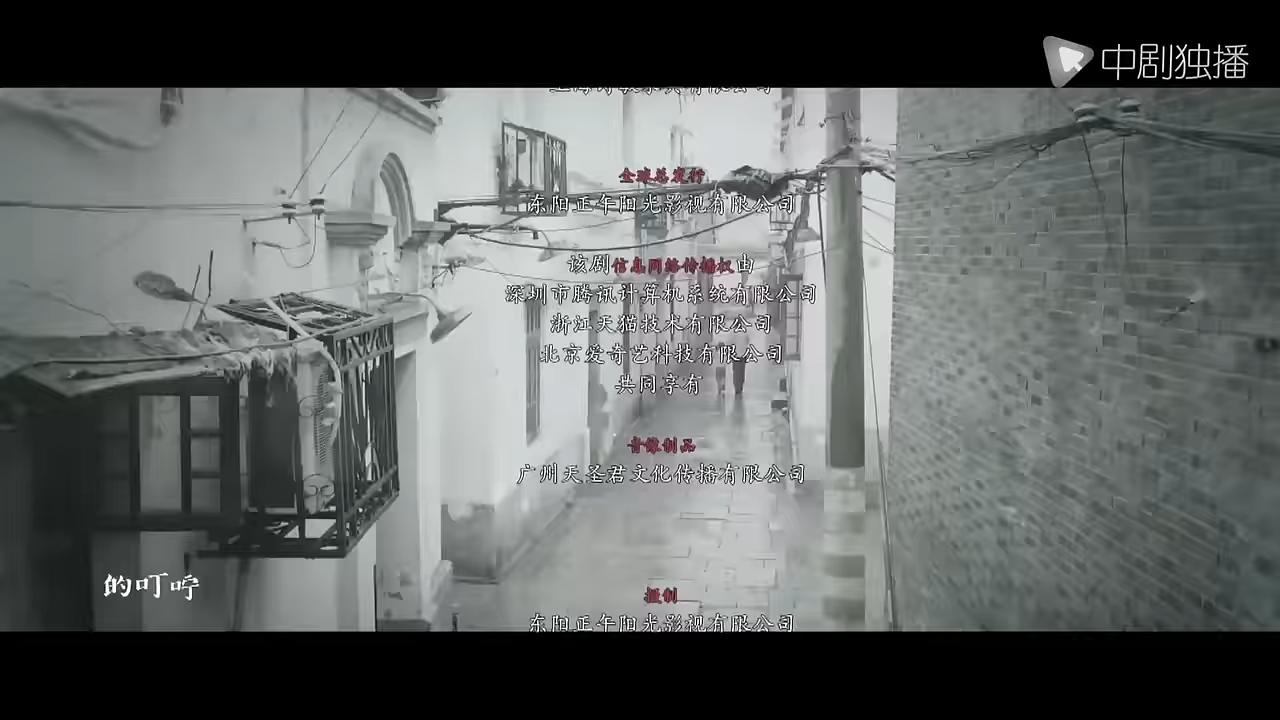 中剧独播
全球总发行
东阳正午阳光影视有限公司
该剧信息网络传播权由
深圳市腾讯计算机系统有限公司
浙江天猫技术有限公司
北京爱奇艺科技有限公司
共同享有
音像制品
广州天圣君文化传播有限公司
的叮咛
摄制
东阳正午阳光影视有限公司